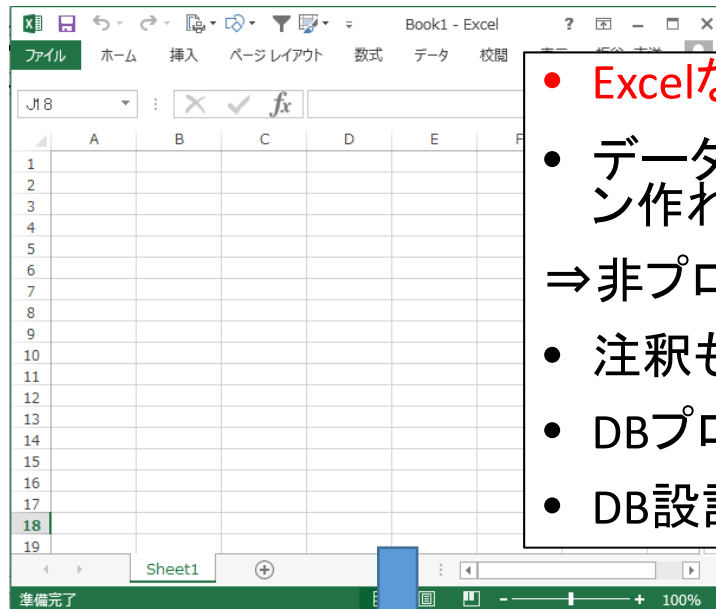 Book1 - Excel ?
ファイル ホーム 挿入 ページ レイアウト 数式 データ 校閲
J18 fx
A B C D E F
1
2
3
4
5
6
7
8
9
10
11
12
13
14
15
16
17
18
19
• Excelな
• データ
ン作れ
⇒非プロ
• 注釈も
• DBプロ
• DB設
Sheet1
準備完了 100%